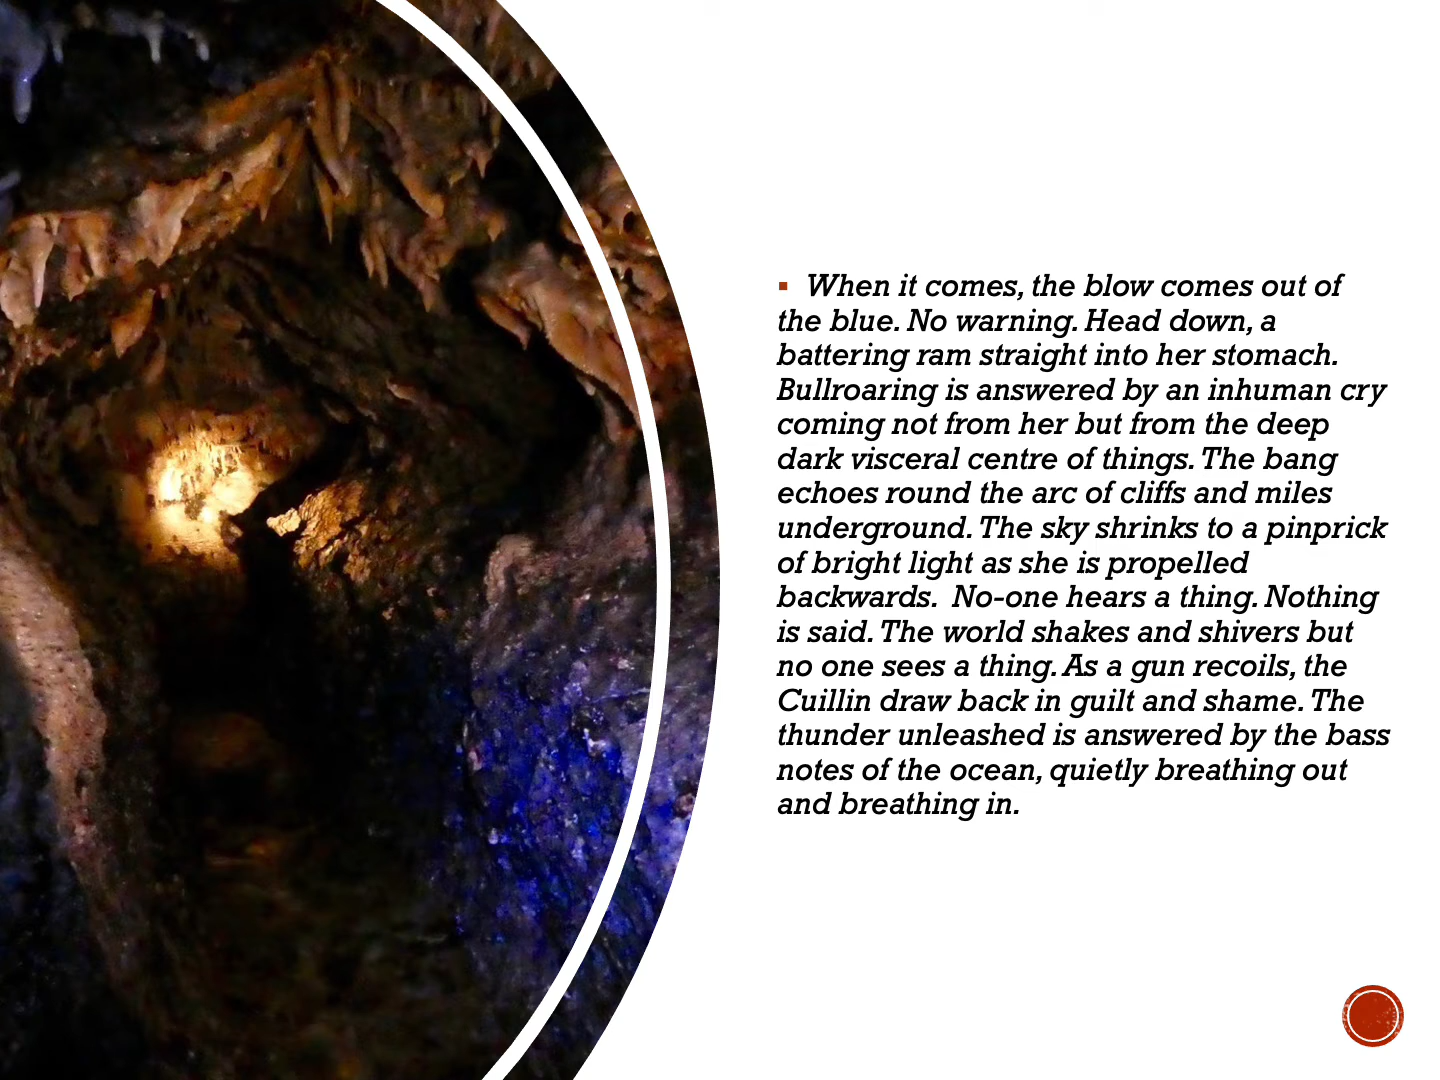 When it comes, the blow comes out of
the blue. No warning. Head down, a
battering ram straight into her stomach.
Bullroaring is answered by an inhuman cry
coming not from her but from the deep
dark visceral centre of things. The bang
echoes round the arc of cliffs and miles
underground. The sky shrinks to a pinprick
of bright light as she is propelled
backwards.  No-one hears a thing. Nothing
is said. The world shakes and shivers but
no one sees a thing. As a gun recoils, the
Cuillin draw back in guilt and shame. The
thunder unleashed is answered by the bass
notes of the ocean, quietly breathing out
and breathing in.